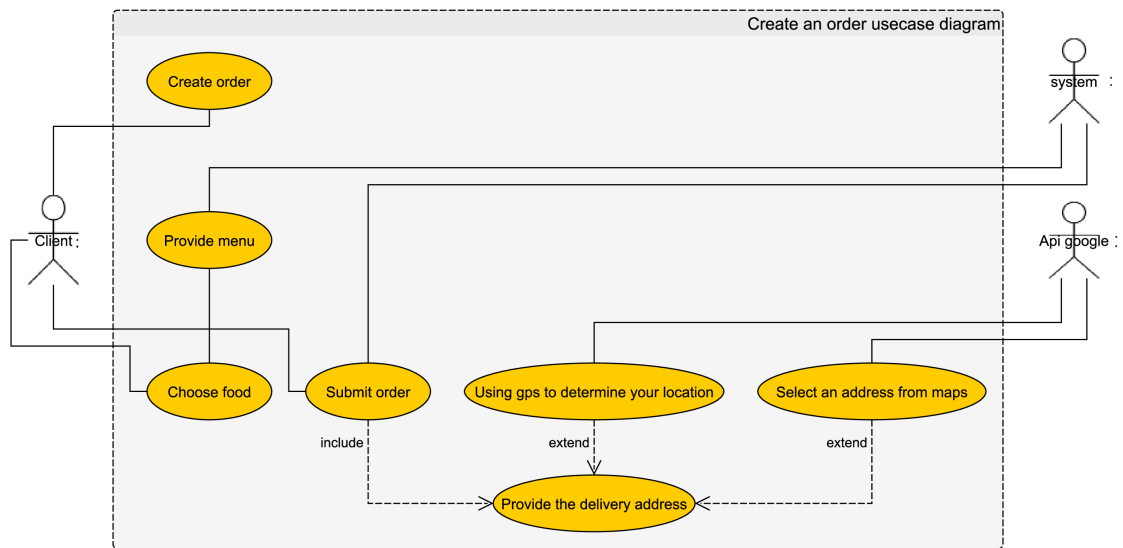 Create an order usecase diagram
Create order
system :
Client :
Provide menu
Api google :
Choose food
Submit order
Using gps to determine your location
Select an address from maps
include
extend
extend
Provide the delivery address